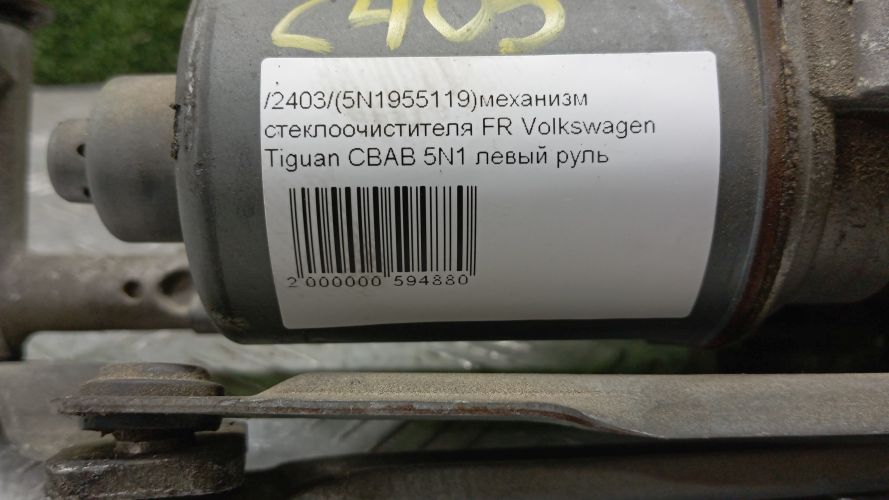 2403
/2403/(5N1955119)механизм
стеклоочистителя FR Volkswagen
Tiguan CBAB 5N1 левый руль
2 000000 594880